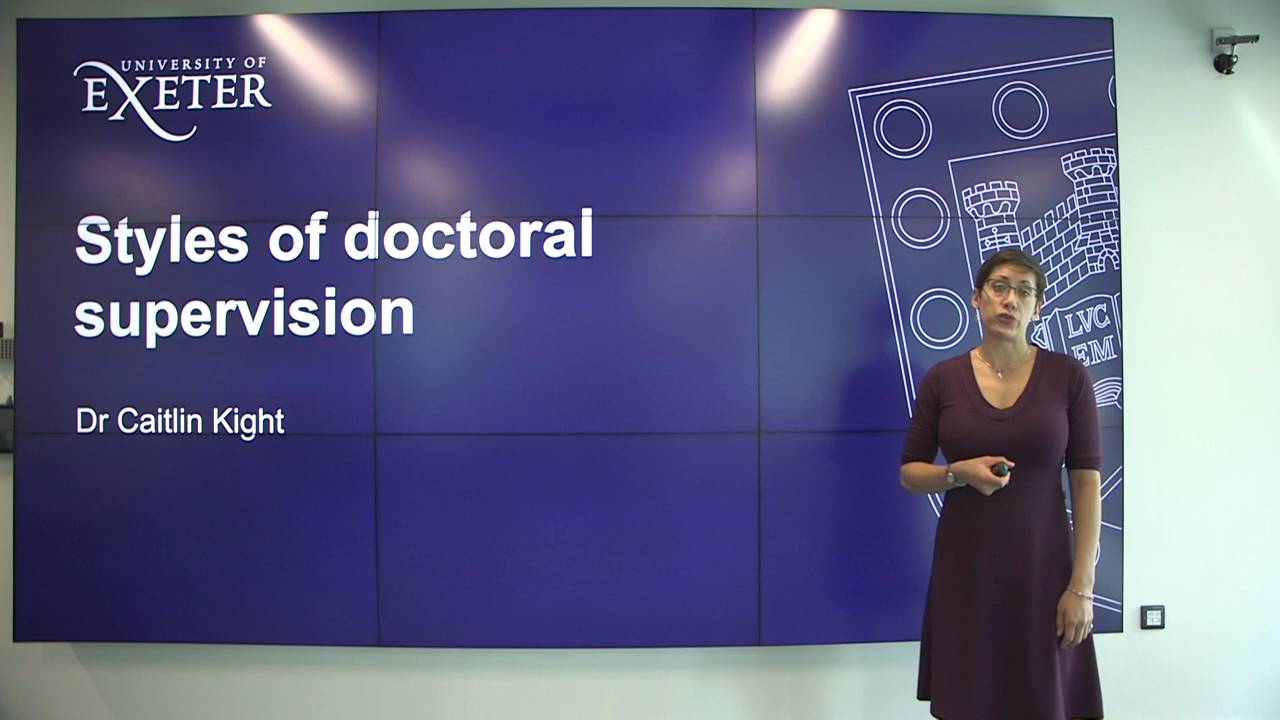 UNIVERSITY OF
EXETER
Styles of doctoral
supervision
Dr Caitlin Kight
LVC
EM